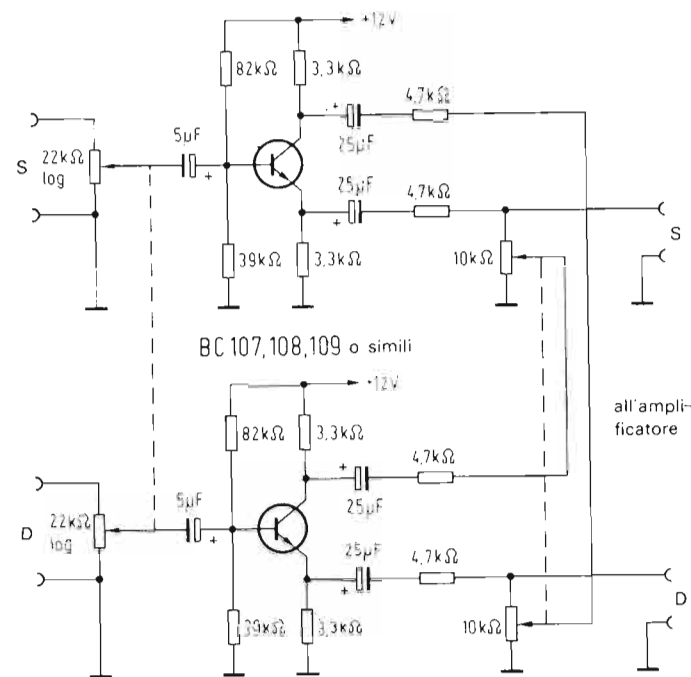 +12V
82kΩ
3,3kΩ
4,7kΩ
5µF
25µF
S
22kΩ
log
25µF
4,7kΩ
S
39kΩ
3,3kΩ
10kΩ
BC 107,108,109 o simili
+12V
all'ampli-
ficatore
82kΩ
3,3kΩ
4,7kΩ
5µF
25µF
D
22kΩ
log
25µF
4,7kΩ
D
39kΩ
3,3kΩ
10kΩ